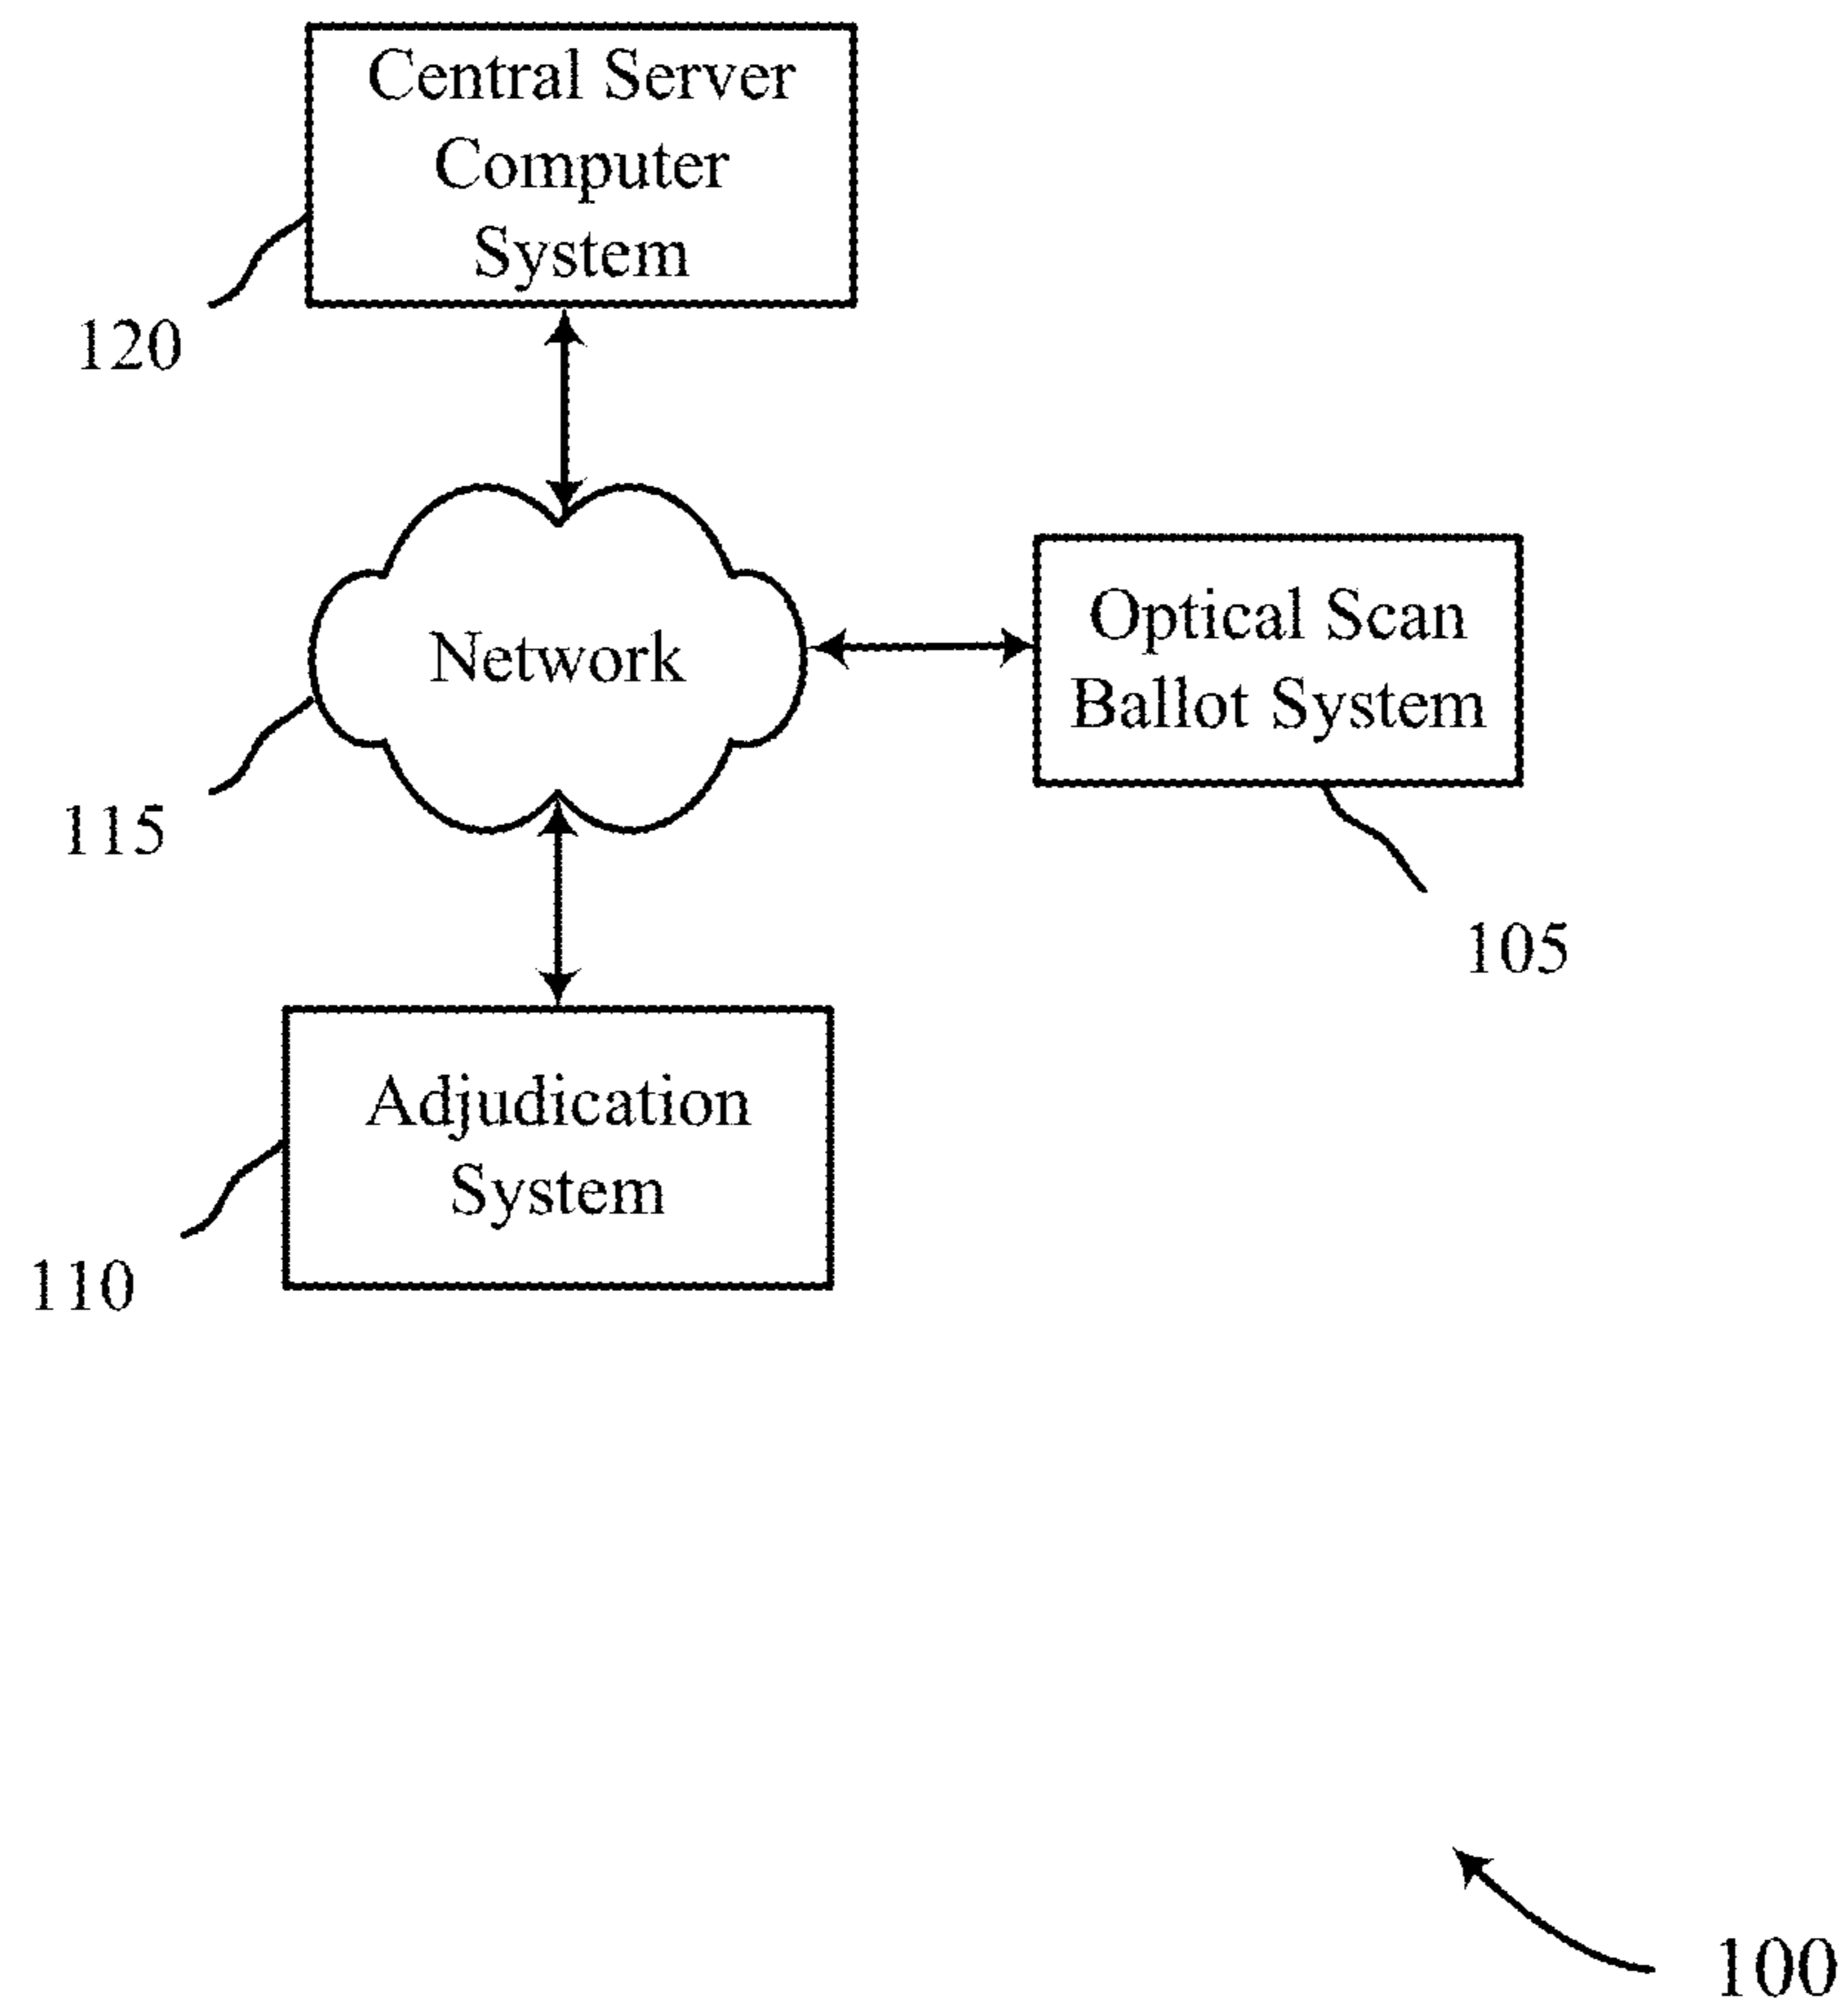 Central Server
Computer
System
120
Network
Optical Scan
Ballot System
115
105
Adjudication
System
110
100